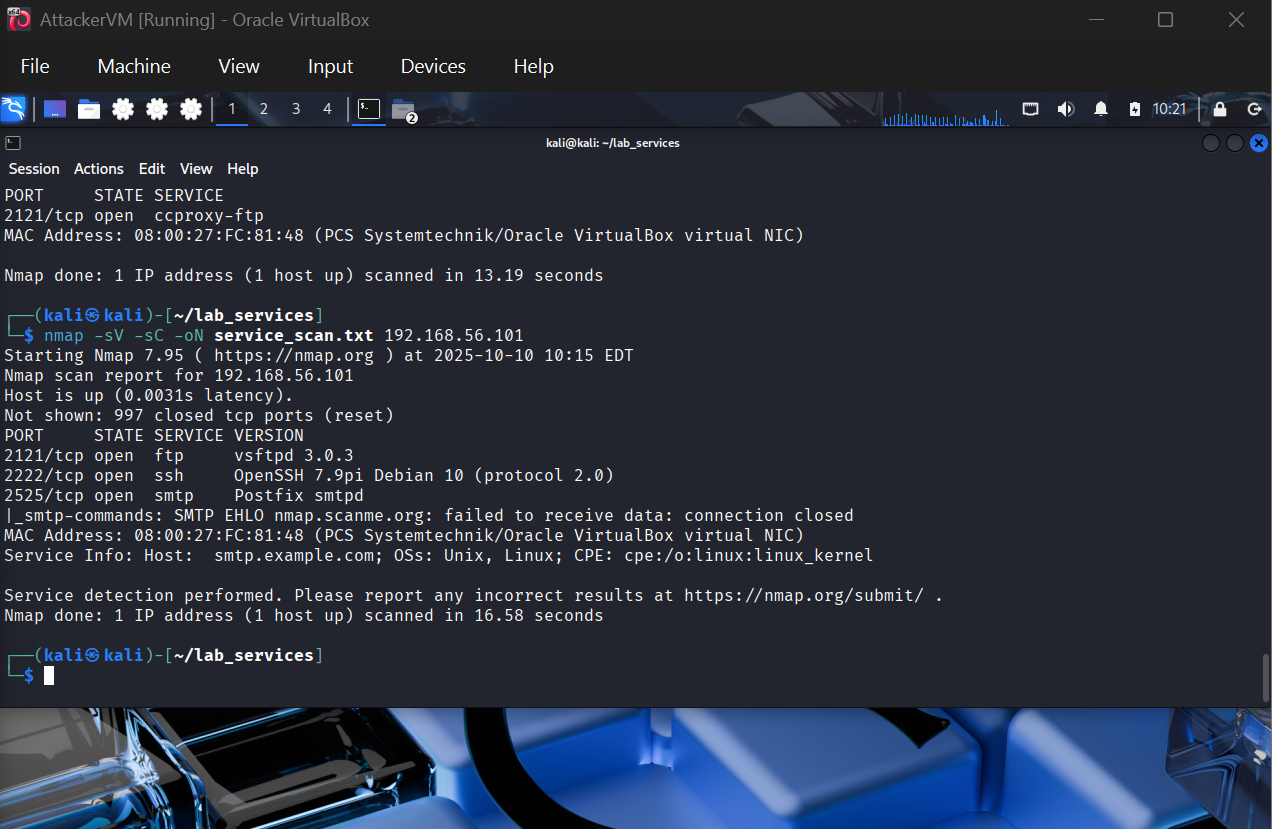 AttackerVM [Running] - Oracle VirtualBox
File Machine View Input Devices Help
1 2 3 4 2 10:21
kali@kali: ~/lab_services
Session Actions Edit View Help
PORT     STATE SERVICE
2121/tcp open  ccproxy-ftp
MAC Address: 08:00:27:FC:81:48 (PCS Systemtechnik/Oracle VirtualBox virtual NIC)
Nmap done: 1 IP address (1 host up) scanned in 13.19 seconds
┌──(kali㉿kali)-[~/lab_services]
└─$ nmap -sV -sC -oN service_scan.txt 192.168.56.101
Starting Nmap 7.95 ( https://nmap.org ) at 2025-10-10 10:15 EDT
Nmap scan report for 192.168.56.101
Host is up (0.0031s latency).
Not shown: 997 closed tcp ports (reset)
PORT     STATE SERVICE VERSION
2121/tcp open  ftp     vsftpd 3.0.3
2222/tcp open  ssh     OpenSSH 7.9pi Debian 10 (protocol 2.0)
2525/tcp open  smtp    Postfix smtpd
|_smtp-commands: SMTP EHLO nmap.scanme.org: failed to receive data: connection closed
MAC Address: 08:00:27:FC:81:48 (PCS Systemtechnik/Oracle VirtualBox virtual NIC)
Service Info: Host:  smtp.example.com; OSs: Unix, Linux; CPE: cpe:/o:linux:linux_kernel
Service detection performed. Please report any incorrect results at https://nmap.org/submit/ .
Nmap done: 1 IP address (1 host up) scanned in 16.58 seconds
┌──(kali㉿kali)-[~/lab_services]
└─$